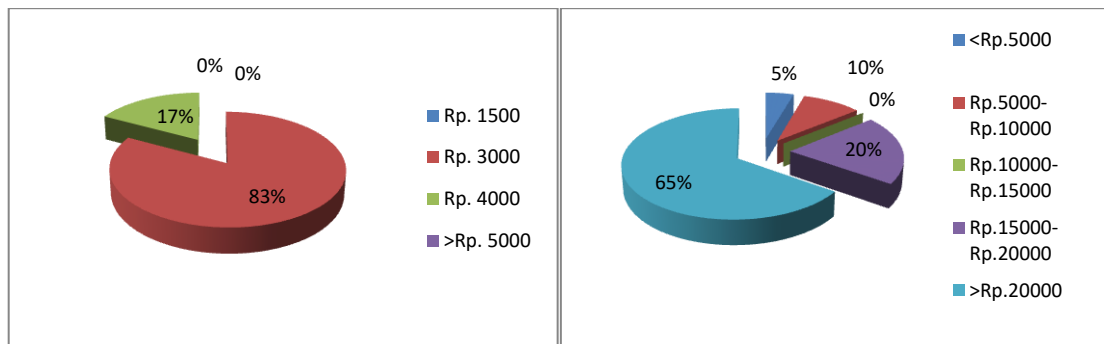 0% 0%
17%
83%
Rp. 1500
Rp. 3000
Rp. 4000
>Rp. 5000
5%
10%
0%
20%
65%
<Rp.5000
Rp.5000-
Rp.10000
Rp.10000-
Rp.15000
Rp.15000-
Rp.20000
>Rp.20000